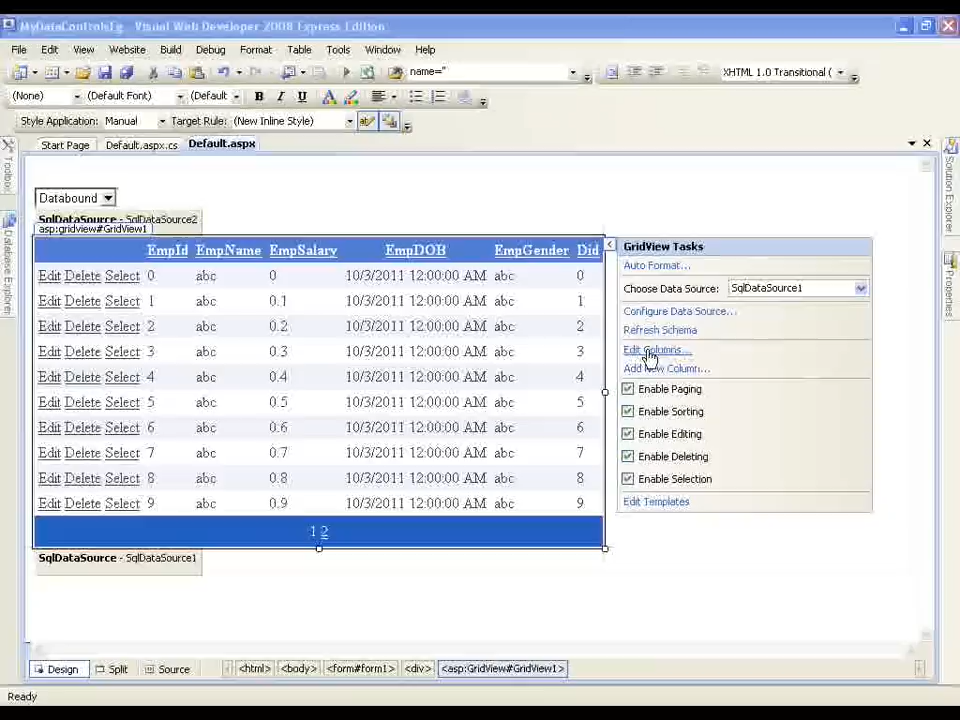 MyDataControlsEg - Visual Web Developer 2008 Express Edition
File Edit View Website Build Debug Format Table Tools Window Help
name=" XHTML 1.0 Transitional (
(None) (Default Font) (Default B I U A
Style Application: Manual Target Rule: (New Inline Style)
Start Page Default.aspx.cs Default.aspx
Toolbox
Database Explorer
Solution Explorer
Properties
Databound
SqlDataSource - SqlDataSource2
asp:gridview#GridView1
EmpId EmpName EmpSalary EmpDOB EmpGender Did
Edit Delete Select 0 abc 0 10/3/2011 12:00:00 AM abc 0
Edit Delete Select 1 abc 0.1 10/3/2011 12:00:00 AM abc 1
Edit Delete Select 2 abc 0.2 10/3/2011 12:00:00 AM abc 2
Edit Delete Select 3 abc 0.3 10/3/2011 12:00:00 AM abc 3
Edit Delete Select 4 abc 0.4 10/3/2011 12:00:00 AM abc 4
Edit Delete Select 5 abc 0.5 10/3/2011 12:00:00 AM abc 5
Edit Delete Select 6 abc 0.6 10/3/2011 12:00:00 AM abc 6
Edit Delete Select 7 abc 0.7 10/3/2011 12:00:00 AM abc 7
Edit Delete Select 8 abc 0.8 10/3/2011 12:00:00 AM abc 8
Edit Delete Select 9 abc 0.9 10/3/2011 12:00:00 AM abc 9
1 2
SqlDataSource - SqlDataSource1
GridView Tasks
Auto Format...
Choose Data Source: SqlDataSource1
Configure Data Source...
Refresh Schema
Edit Columns...
Add New Column...
Enable Paging
Enable Sorting
Enable Editing
Enable Deleting
Enable Selection
Edit Templates
Design Split Source <html> <body> <form#form1> <div> <asp:GridView#GridView1>
Ready